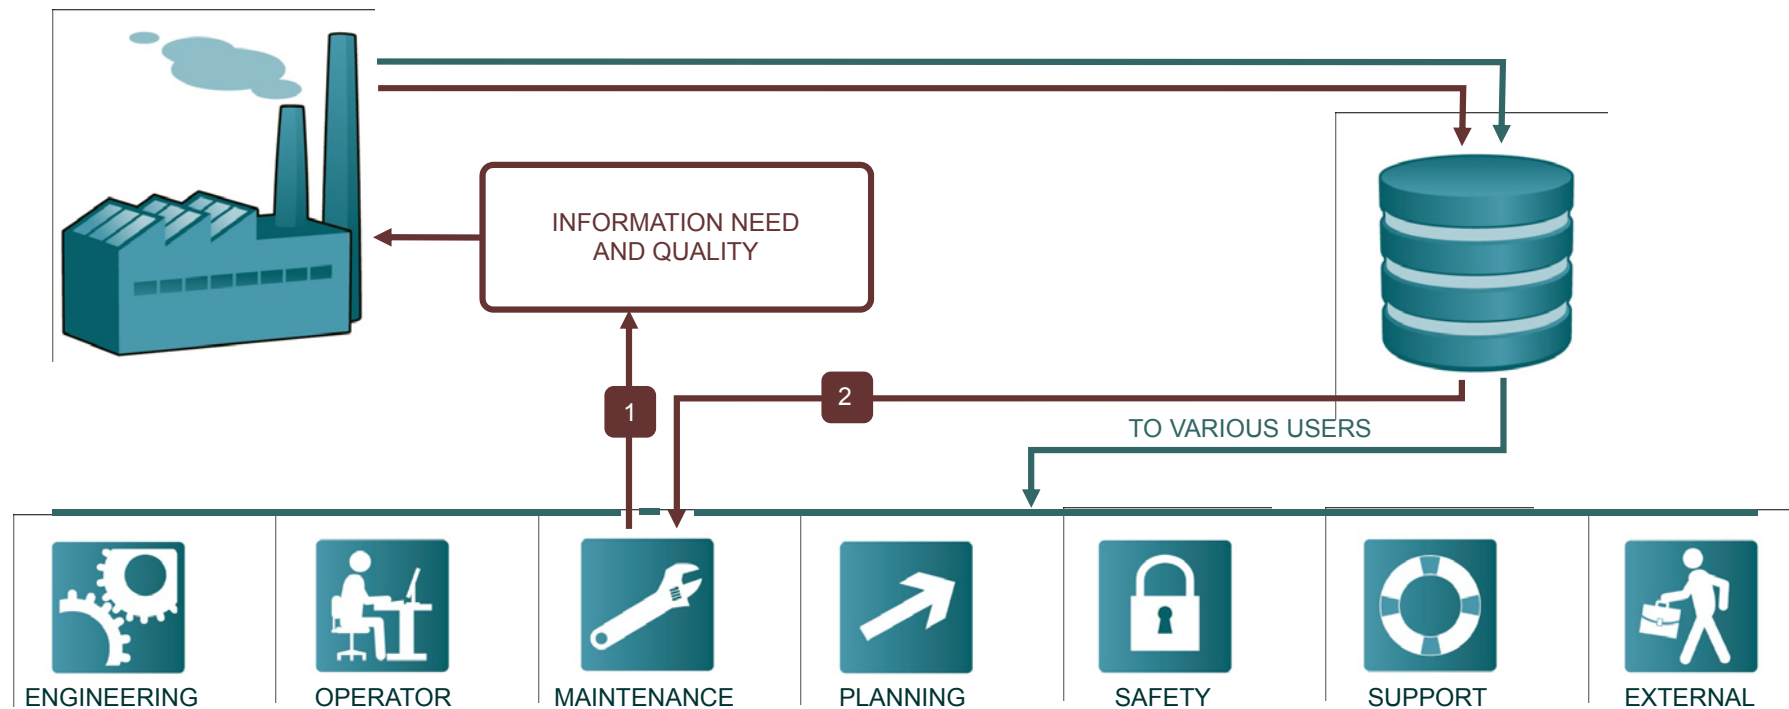 INFORMATION NEED
AND QUALITY
1
2
TO VARIOUS USERS
ENGINEERING
OPERATOR
MAINTENANCE
PLANNING
SAFETY
SUPPORT
EXTERNAL